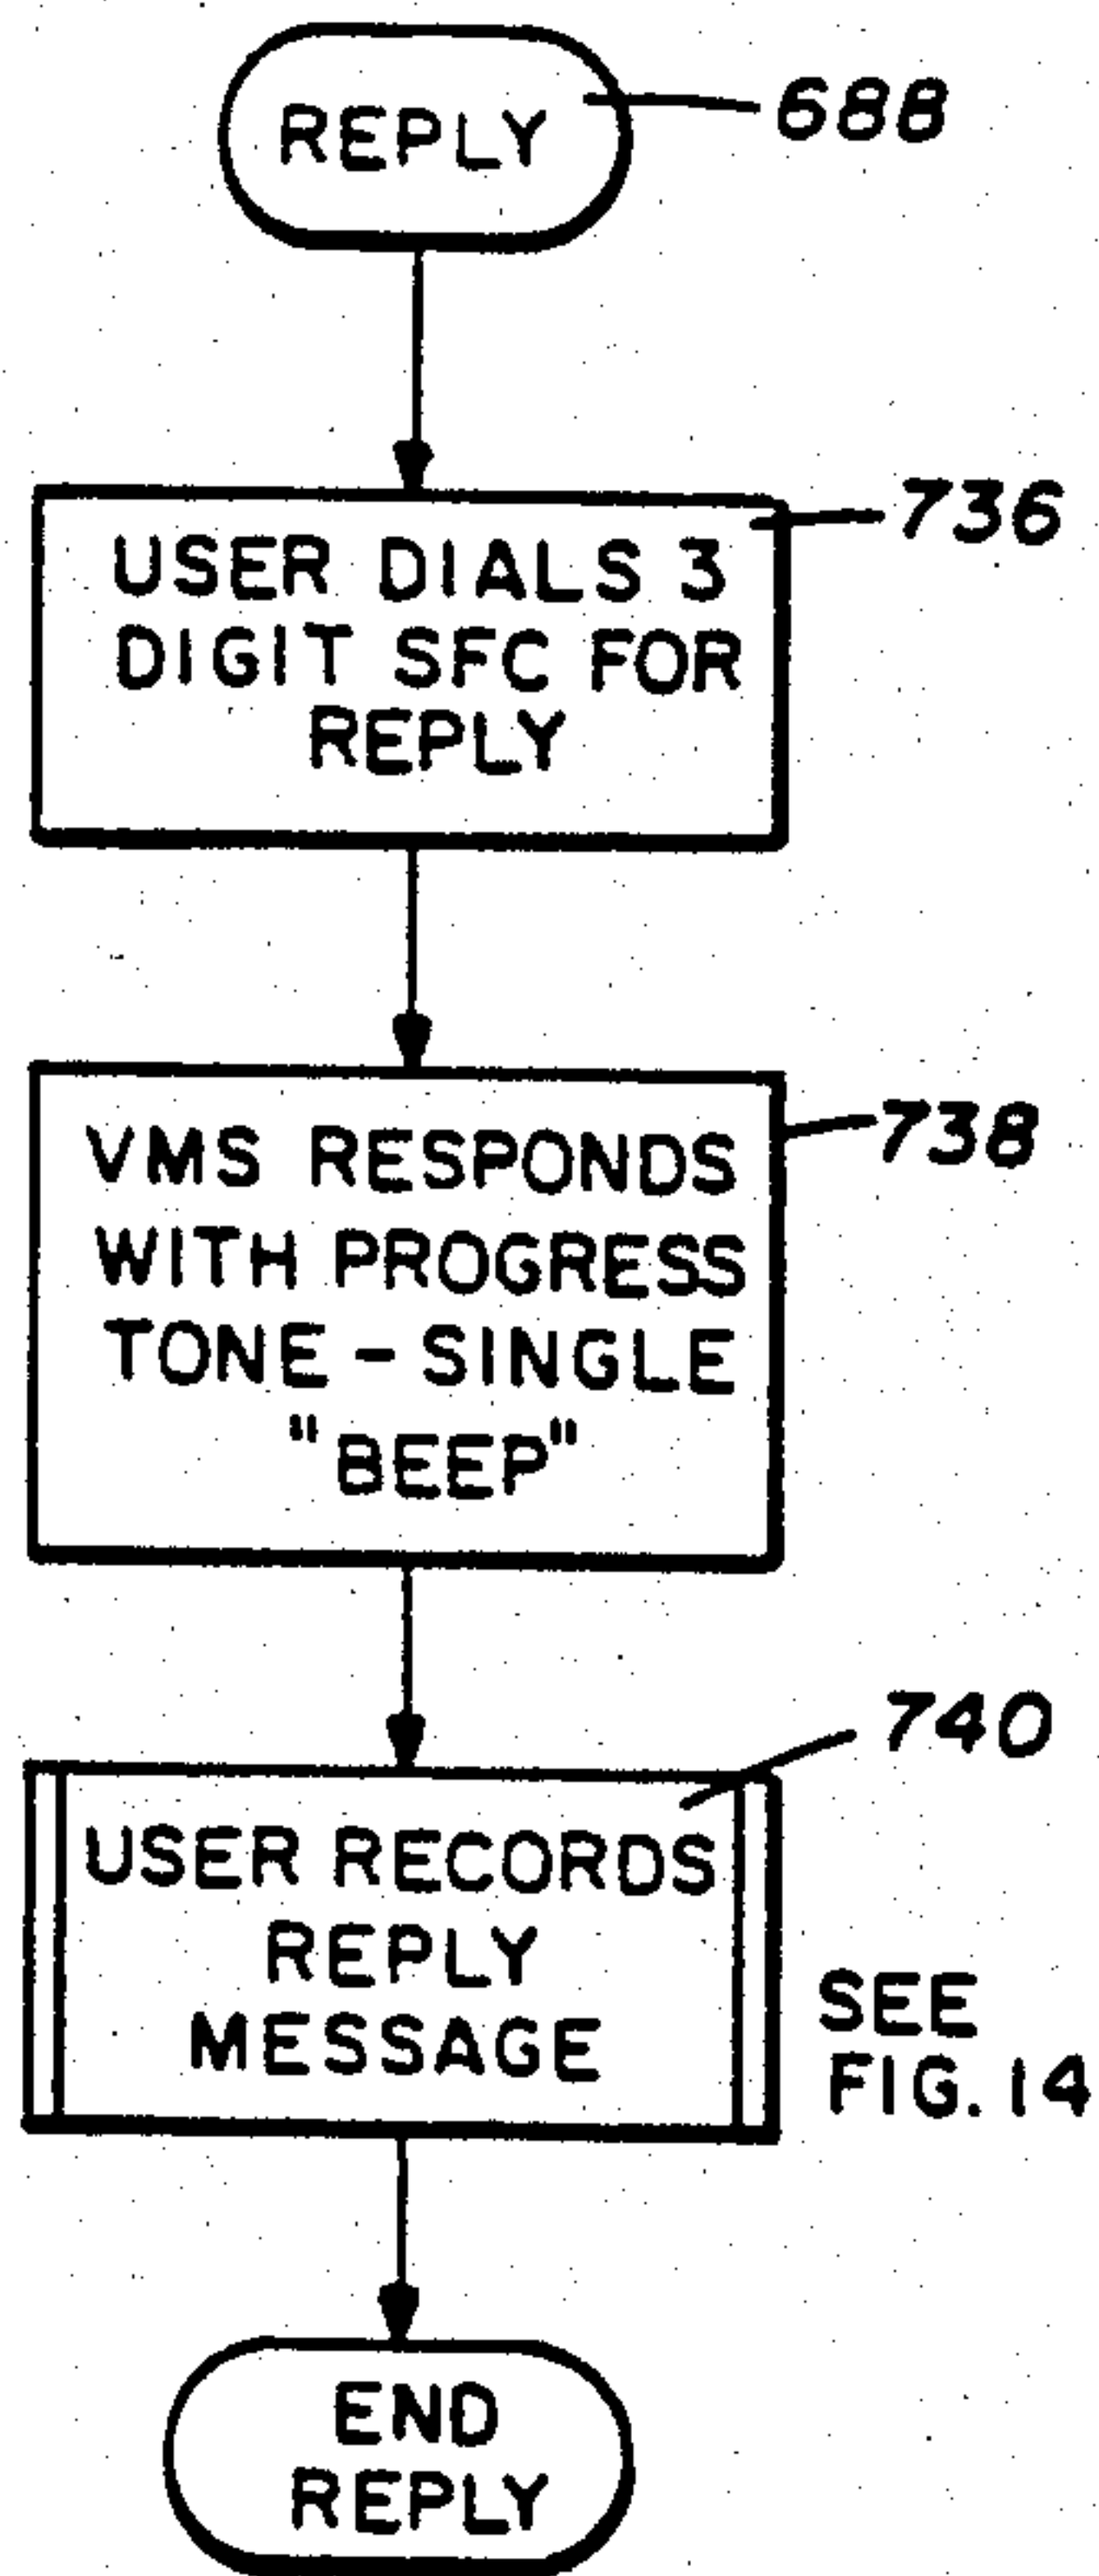 REPLY
688
USER DIALS 3
DIGIT SFC FOR
REPLY
736
VMS RESPONDS
WITH PROGRESS
TONE - SINGLE
"BEEP"
738
USER RECORDS
REPLY
MESSAGE
740
SEE
FIG. 14
END
REPLY